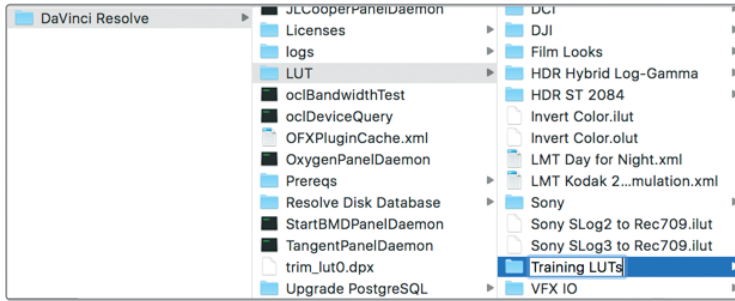 DaVinci Resolve
JLCooperPanelDaemon
Licenses
logs
LUT
oclBandwidthTest
oclDeviceQuery
OFXPluginCache.xml
OxygenPanelDaemon
Prereqs
Resolve Disk Database
StartBMDPanelDaemon
TangentPanelDaemon
trim_lut0.dpx
Upgrade PostgreSQL
DCI
DJI
Film Looks
HDR Hybrid Log-Gamma
HDR ST 2084
Invert Color.ilut
Invert Color.olut
LMT Day for Night.xml
LMT Kodak 2...mulation.xml
Sony
Sony SLog2 to Rec709.ilut
Sony SLog3 to Rec709.ilut
Training LUTs
VFX IO